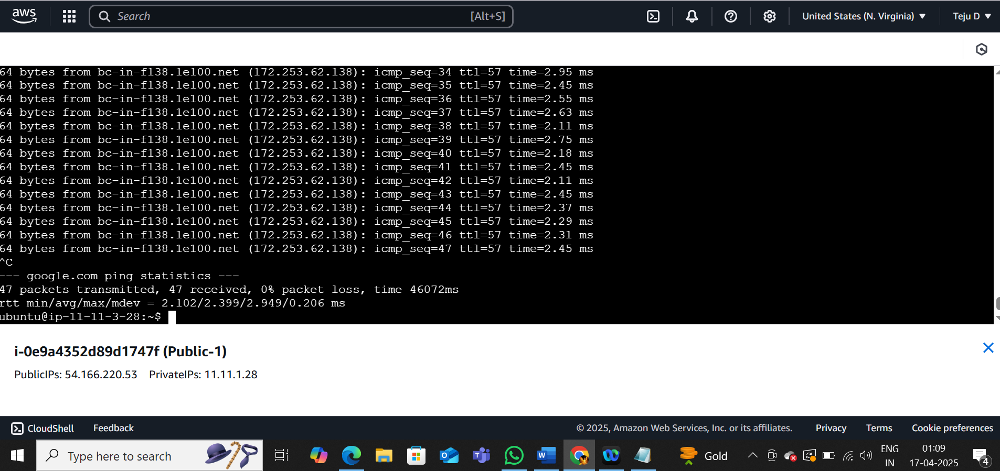 aws
Search
[Alt+S]
United States (N. Virginia)
Teju D
64 bytes from bc-in-f138.1e100.net (172.253.62.138): icmp_seq=34 ttl=57 time=2.95 ms
64 bytes from bc-in-f138.1e100.net (172.253.62.138): icmp_seq=35 ttl=57 time=2.45 ms
64 bytes from bc-in-f138.1e100.net (172.253.62.138): icmp_seq=36 ttl=57 time=2.55 ms
64 bytes from bc-in-f138.1e100.net (172.253.62.138): icmp_seq=37 ttl=57 time=2.63 ms
64 bytes from bc-in-f138.1e100.net (172.253.62.138): icmp_seq=38 ttl=57 time=2.11 ms
64 bytes from bc-in-f138.1e100.net (172.253.62.138): icmp_seq=39 ttl=57 time=2.75 ms
64 bytes from bc-in-f138.1e100.net (172.253.62.138): icmp_seq=40 ttl=57 time=2.18 ms
64 bytes from bc-in-f138.1e100.net (172.253.62.138): icmp_seq=41 ttl=57 time=2.45 ms
64 bytes from bc-in-f138.1e100.net (172.253.62.138): icmp_seq=42 ttl=57 time=2.11 ms
64 bytes from bc-in-f138.1e100.net (172.253.62.138): icmp_seq=43 ttl=57 time=2.45 ms
64 bytes from bc-in-f138.1e100.net (172.253.62.138): icmp_seq=44 ttl=57 time=2.37 ms
64 bytes from bc-in-f138.1e100.net (172.253.62.138): icmp_seq=45 ttl=57 time=2.29 ms
64 bytes from bc-in-f138.1e100.net (172.253.62.138): icmp_seq=46 ttl=57 time=2.31 ms
64 bytes from bc-in-f138.1e100.net (172.253.62.138): icmp_seq=47 ttl=57 time=2.45 ms
^C
--- google.com ping statistics ---
47 packets transmitted, 47 received, 0% packet loss, time 46072ms
rtt min/avg/max/mdev = 2.102/2.399/2.949/0.206 ms
ubuntu@ip-11-11-3-28:~$
i-0e9a4352d89d1747f (Public-1)
PublicIPs: 54.166.220.53 PrivateIPs: 11.11.1.28
CloudShell Feedback
© 2025, Amazon Web Services, Inc. or its affiliates. Privacy Terms Cookie preferences
Type here to search
Gold
ENG
IN
01:09
17-04-2025
4